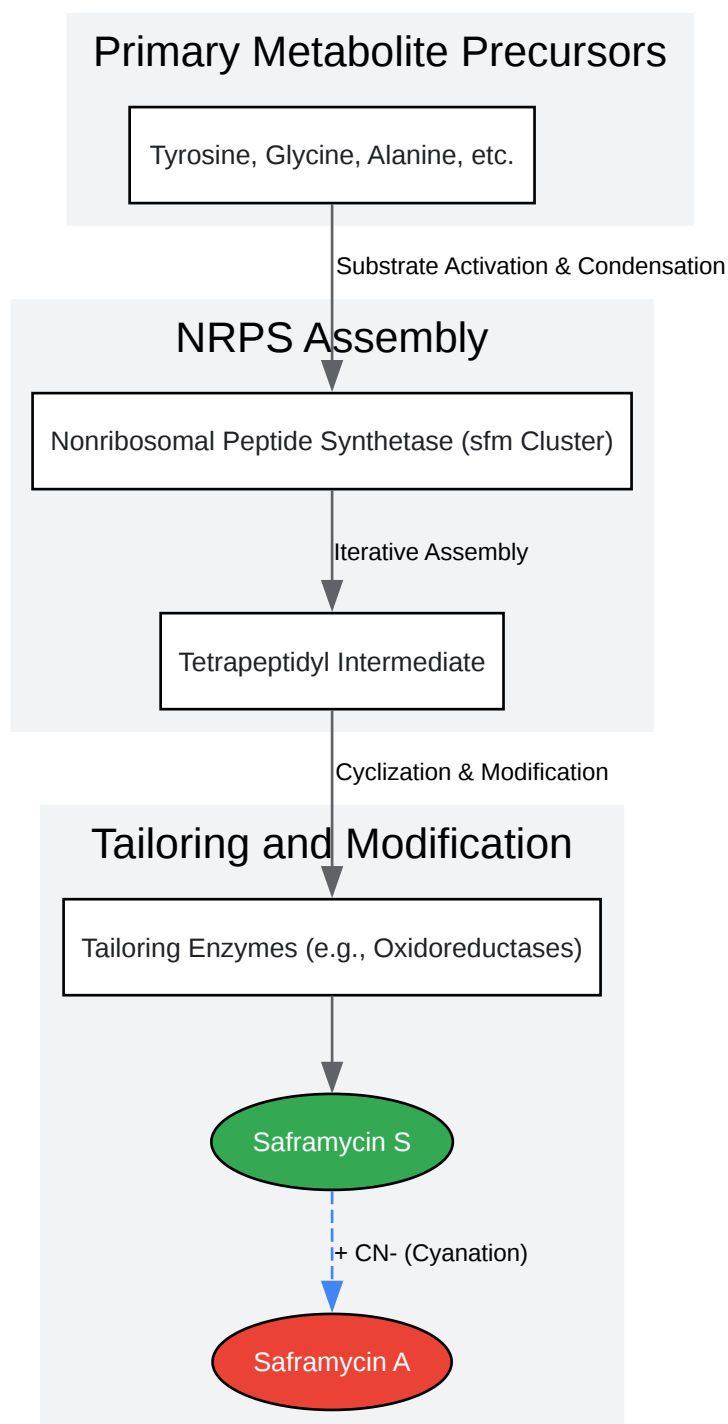 Primary Metabolite Precursors
Tyrosine, Glycine, Alanine, etc.
Substrate Activation & Condensation
NRPS Assembly
Nonribosomal Peptide Synthetase (sfm Cluster)
Iterative Assembly
Tetrapeptidyl Intermediate
Cyclization & Modification
Tailoring and Modification
Tailoring Enzymes (e.g., Oxidoreductases)
Saframycin S
+ CN- (Cyanation)
Saframycin A